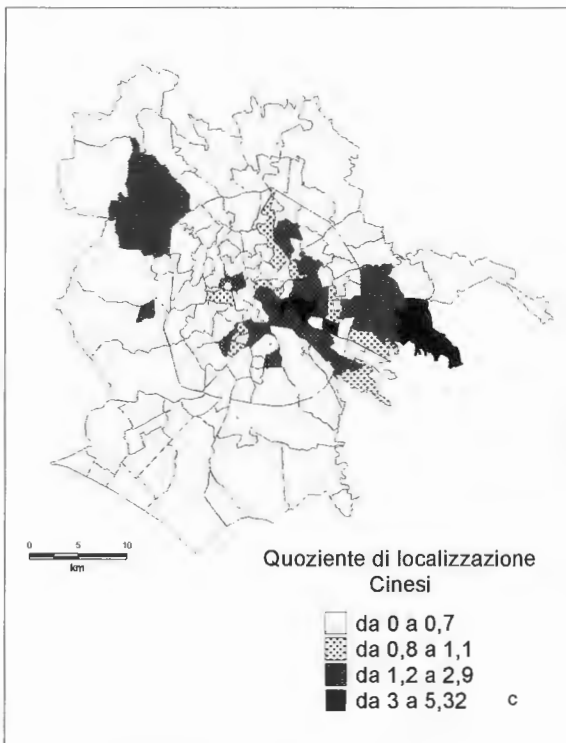 0 5 10
km
Quoziente di localizzazione
Cinesi
da 0 a 0,7
da 0,8 a 1,1
da 1,2 a 2,9
da 3 a 5,32 c